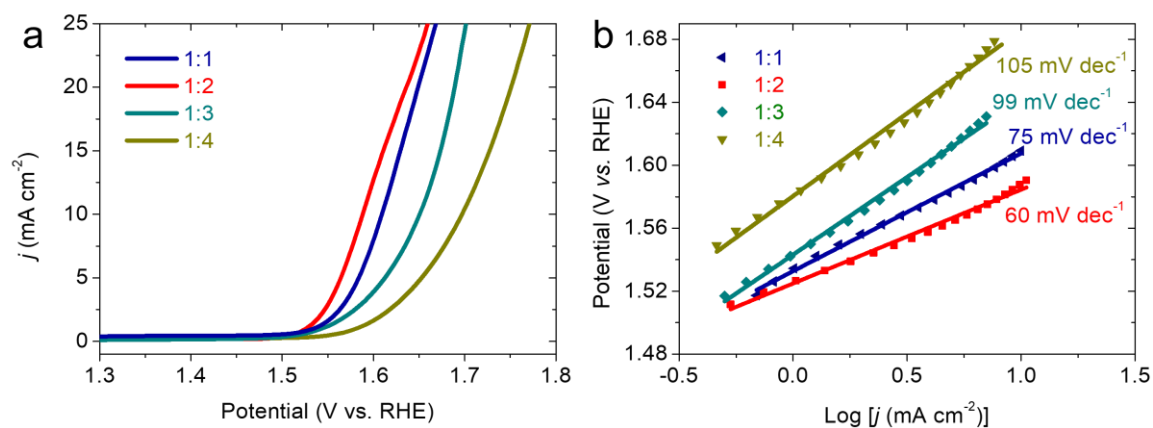 a
25
20
15
10
5
0
j (mA cm⁻²)
1:1
1:2
1:3
1:4
1.3 1.4 1.5 1.6 1.7 1.8
Potential (V vs. RHE)
b
1.68
1.64
1.60
1.56
1.52
1.48
Potential (V vs. RHE)
1:1
1:2
1:3
1:4
105 mV dec⁻¹
99 mV dec⁻¹
75 mV dec⁻¹
60 mV dec⁻¹
-0.5 0.0 0.5 1.0 1.5
Log [j (mA cm⁻²)]